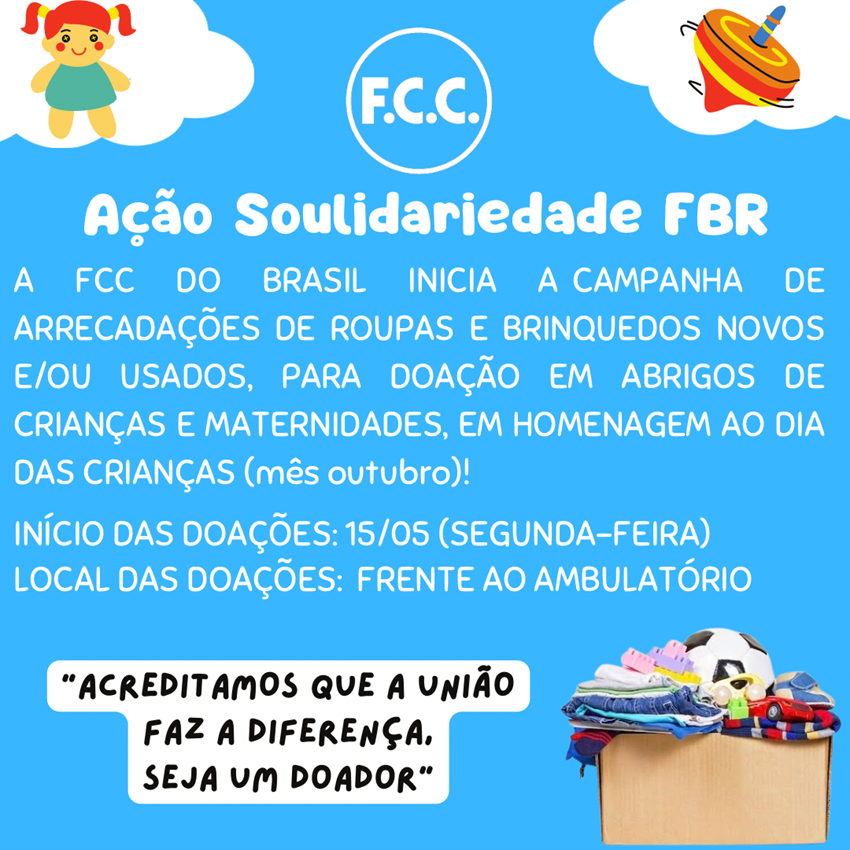 F.C.C.
Ação Soulidariedade FBR
A FCC DO BRASIL INICIA A CAMPANHA DE
ARRECADAÇÕES DE ROUPAS E BRINQUEDOS NOVOS
E/OU USADOS, PARA DOAÇÃO EM ABRIGOS DE
CRIANÇAS E MATERNIDADES, EM HOMENAGEM AO DIA
DAS CRIANÇAS (mês outubro)!
INÍCIO DAS DOAÇÕES: 15/05 (SEGUNDA-FEIRA)
LOCAL DAS DOAÇÕES: FRENTE AO AMBULATÓRIO
"ACREDITAMOS QUE A UNIÃO
FAZ A DIFERENÇA,
SEJA UM DOADOR"